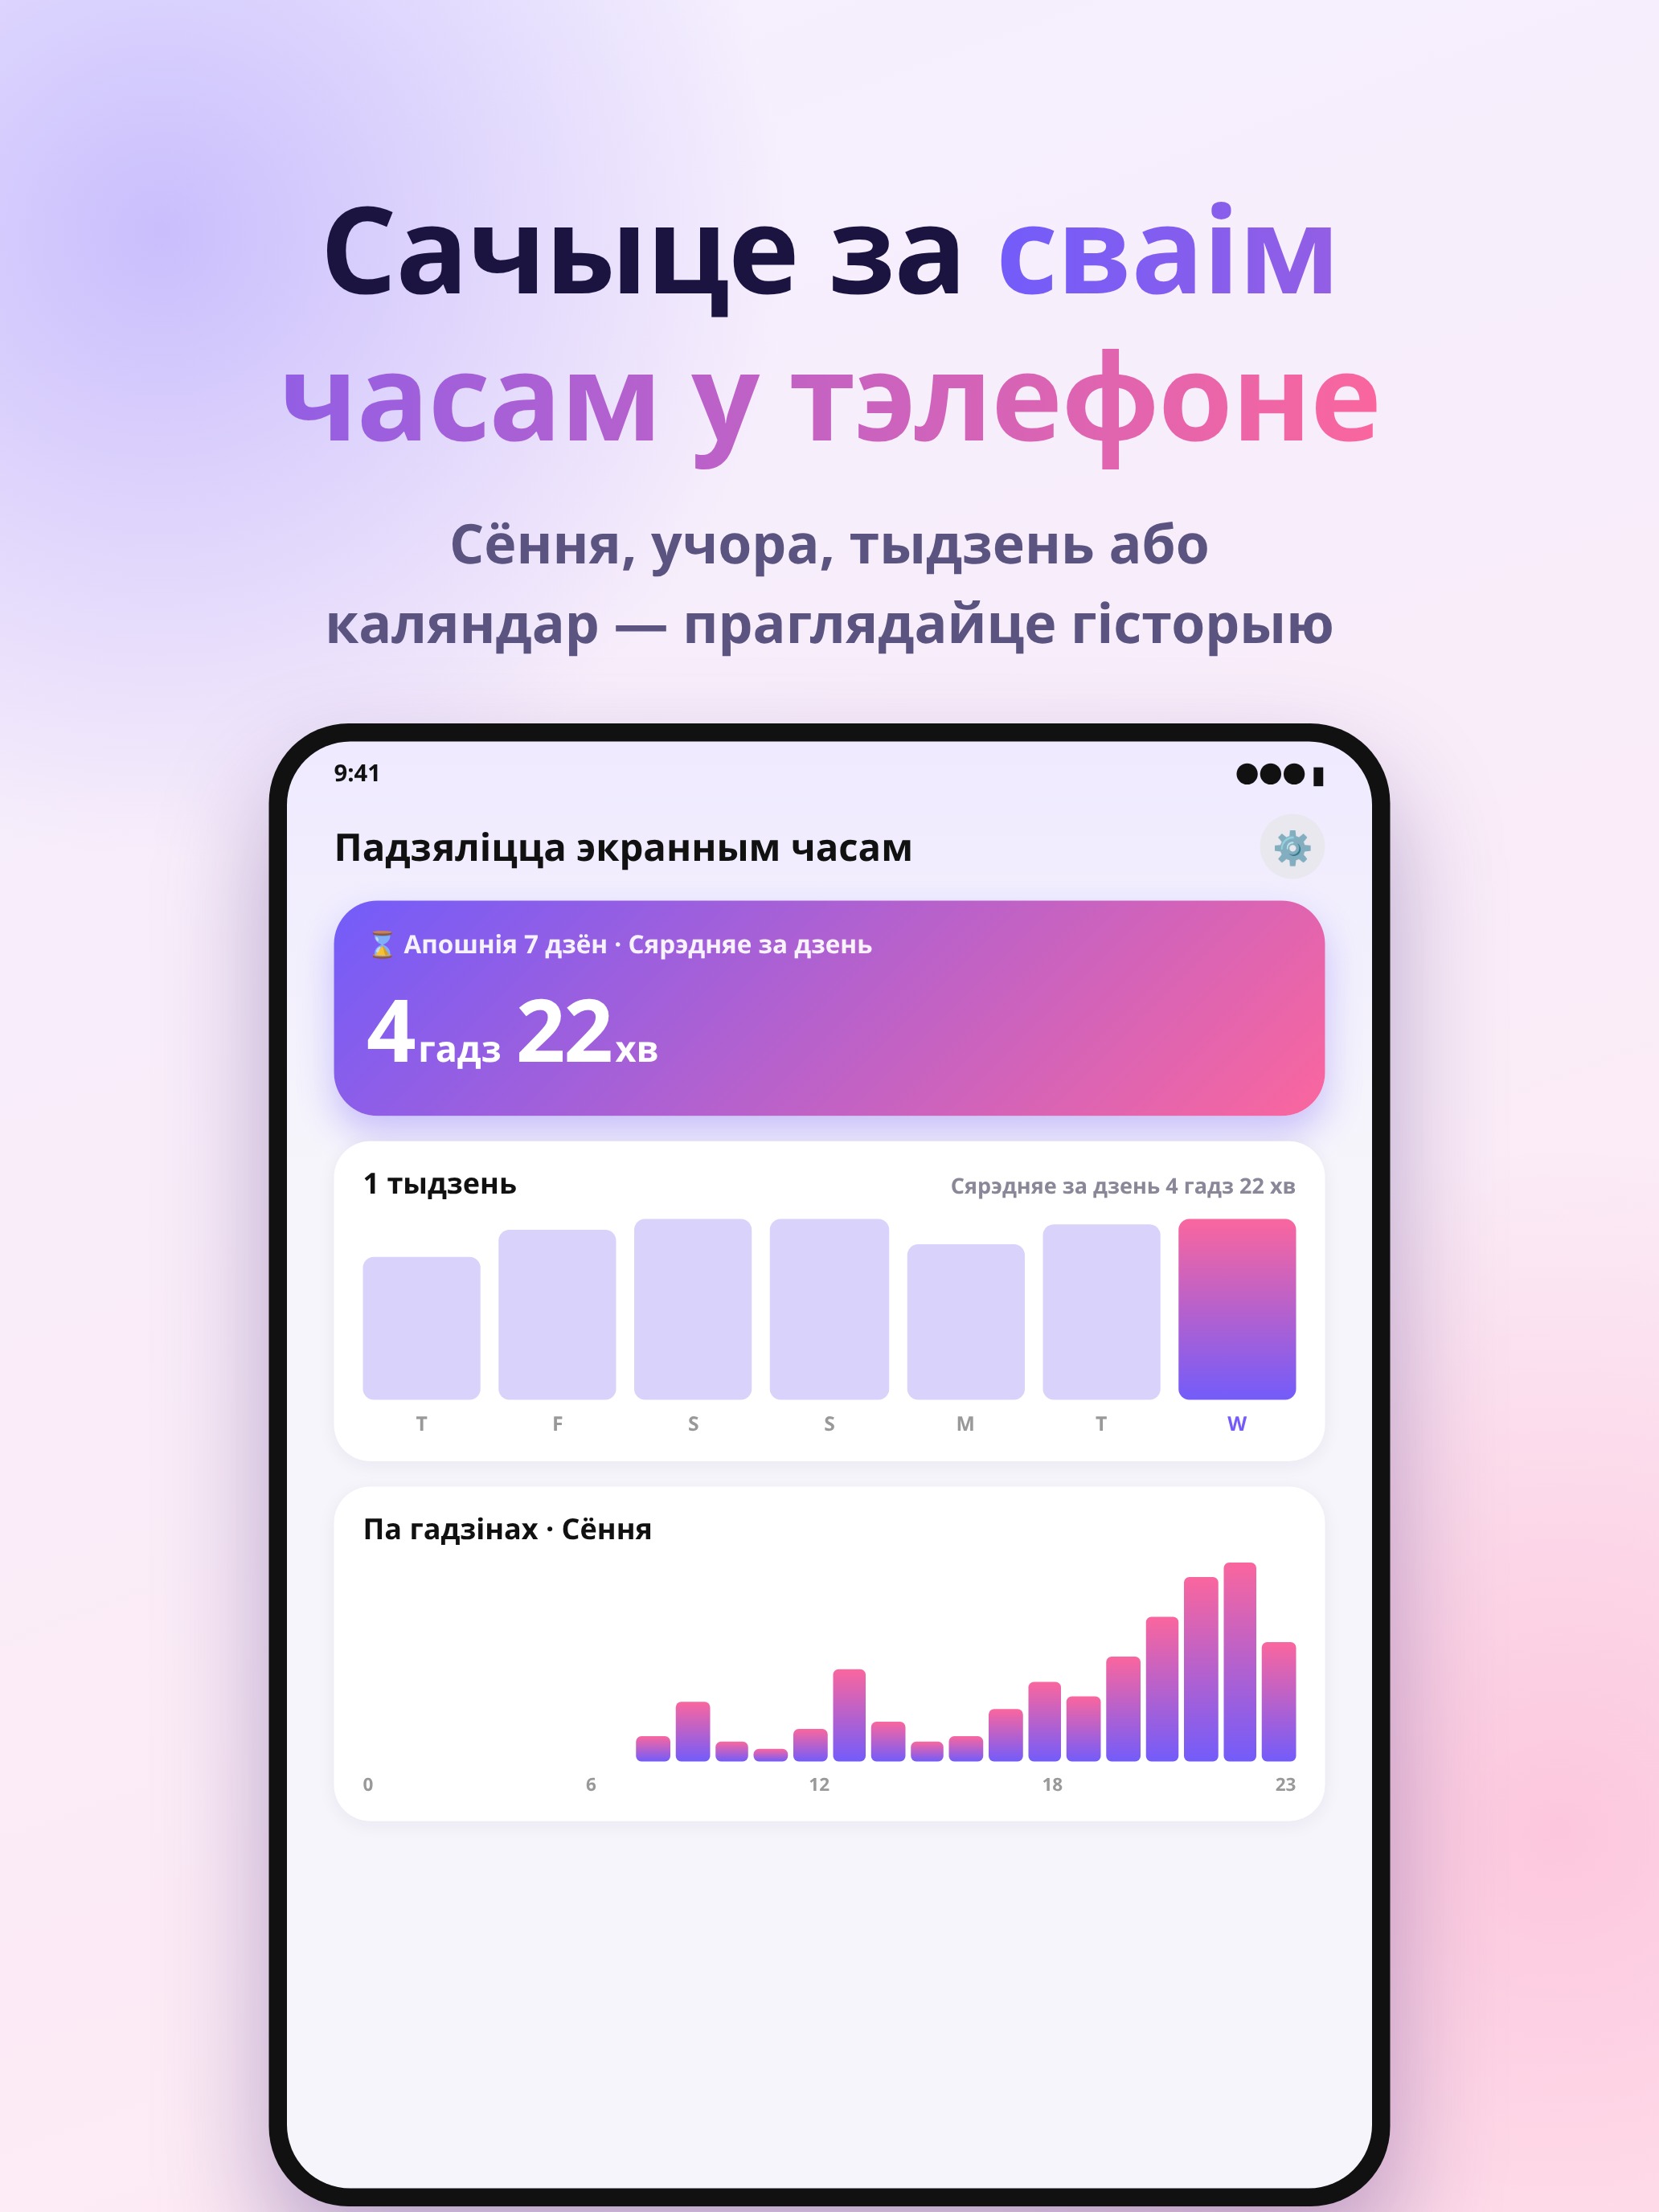 Сачыце за сваім
часам у тэлефоне
Сёння, учора, тыдзень або
каляндар — праглядайце гісторыю
9:41
Падзяліцца экранным часам
⌛ Апошнія 7 дзён · Сярэдняе за дзень
4гадз 22хв
1 тыдзень
Сярэдняе за дзень 4 гадз 22 хв
T F S S M T W
Па гадзінах · Сёння
0 6 12 18 23